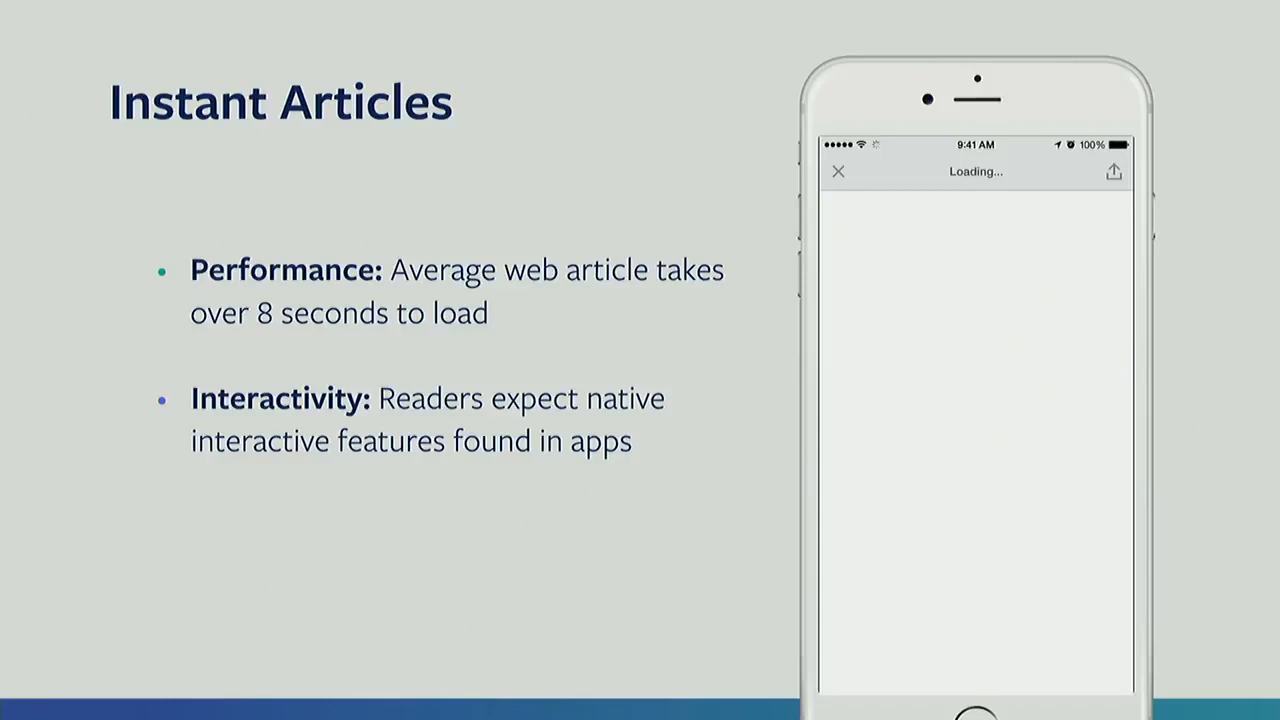 Instant Articles
• Performance: Average web article takes
over 8 seconds to load
• Interactivity: Readers expect native
interactive features found in apps
9:41 AM 100%
Loading...